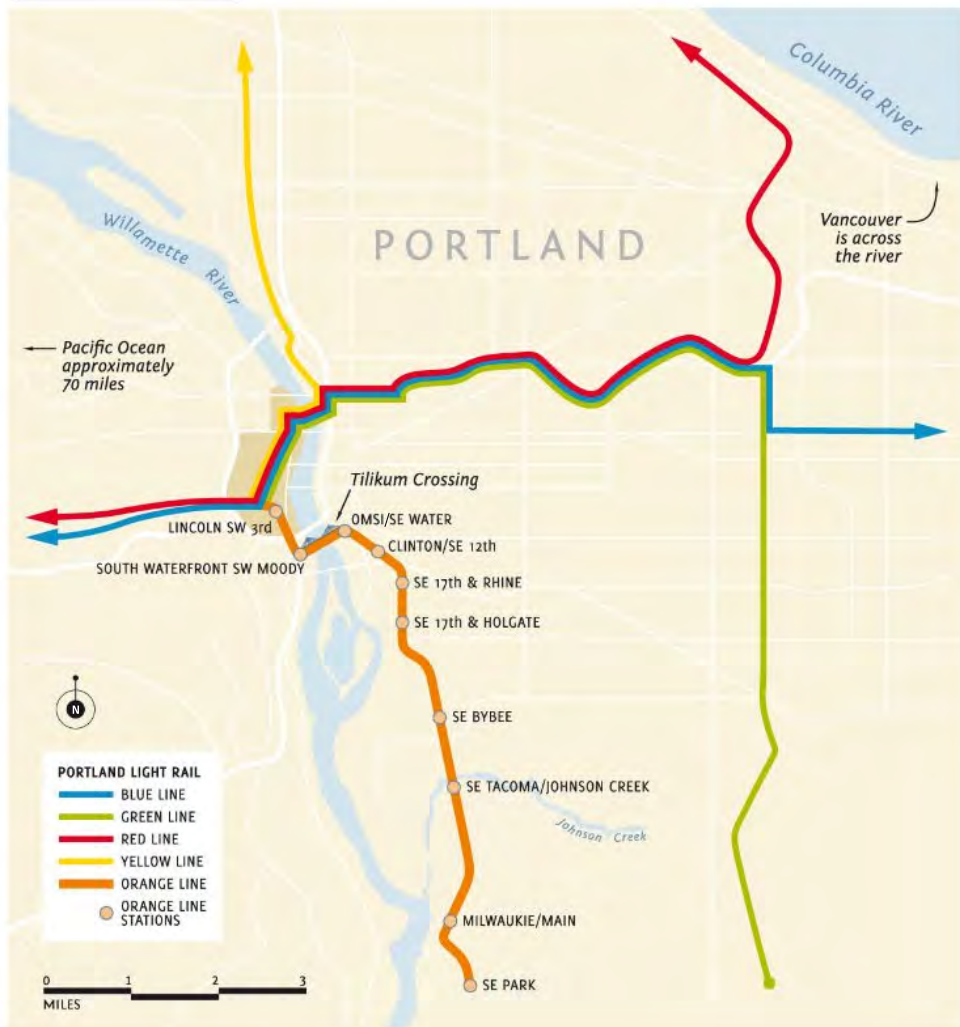 Columbia River
Willamette River
PORTLAND
Vancouver
is across
the river
Pacific Ocean
approximately
70 miles
Tilikum Crossing
LINCOLN SW 3rd
OMSI/SE WATER
CLINTON/SE 12th
SOUTH WATERFRONT SW MOODY
SE 17th & RHINE
SE 17th & HOLGATE
N
SE BYBEE
SE TACOMA/JOHNSON CREEK
Johnson Creek
MILWAUKIE/MAIN
SE PARK
PORTLAND LIGHT RAIL
BLUE LINE
GREEN LINE
RED LINE
YELLOW LINE
ORANGE LINE
ORANGE LINE
STATIONS
0 1 2 3
MILES